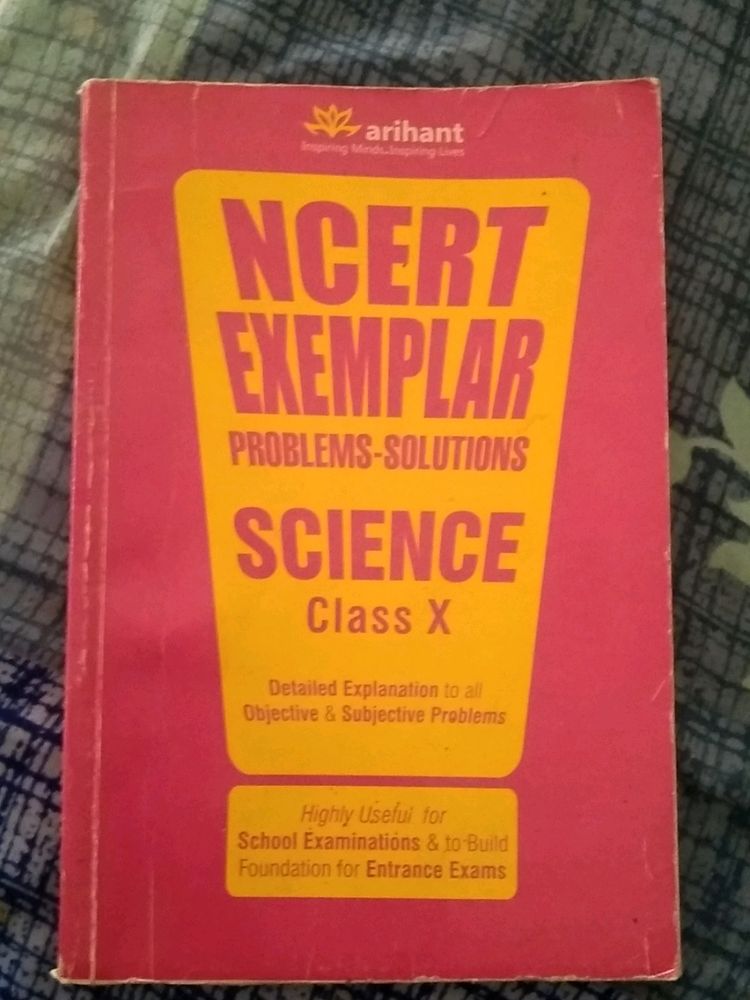 arihant
Inspiring Minds..Inspiring Lives
NCERT
EXEMPLAR
PROBLEMS-SOLUTIONS
SCIENCE
Class X
Detailed Explanation to all
Objective & Subjective Problems
Highly Useful for
School Examinations & to Build
Foundation for Entrance Exams